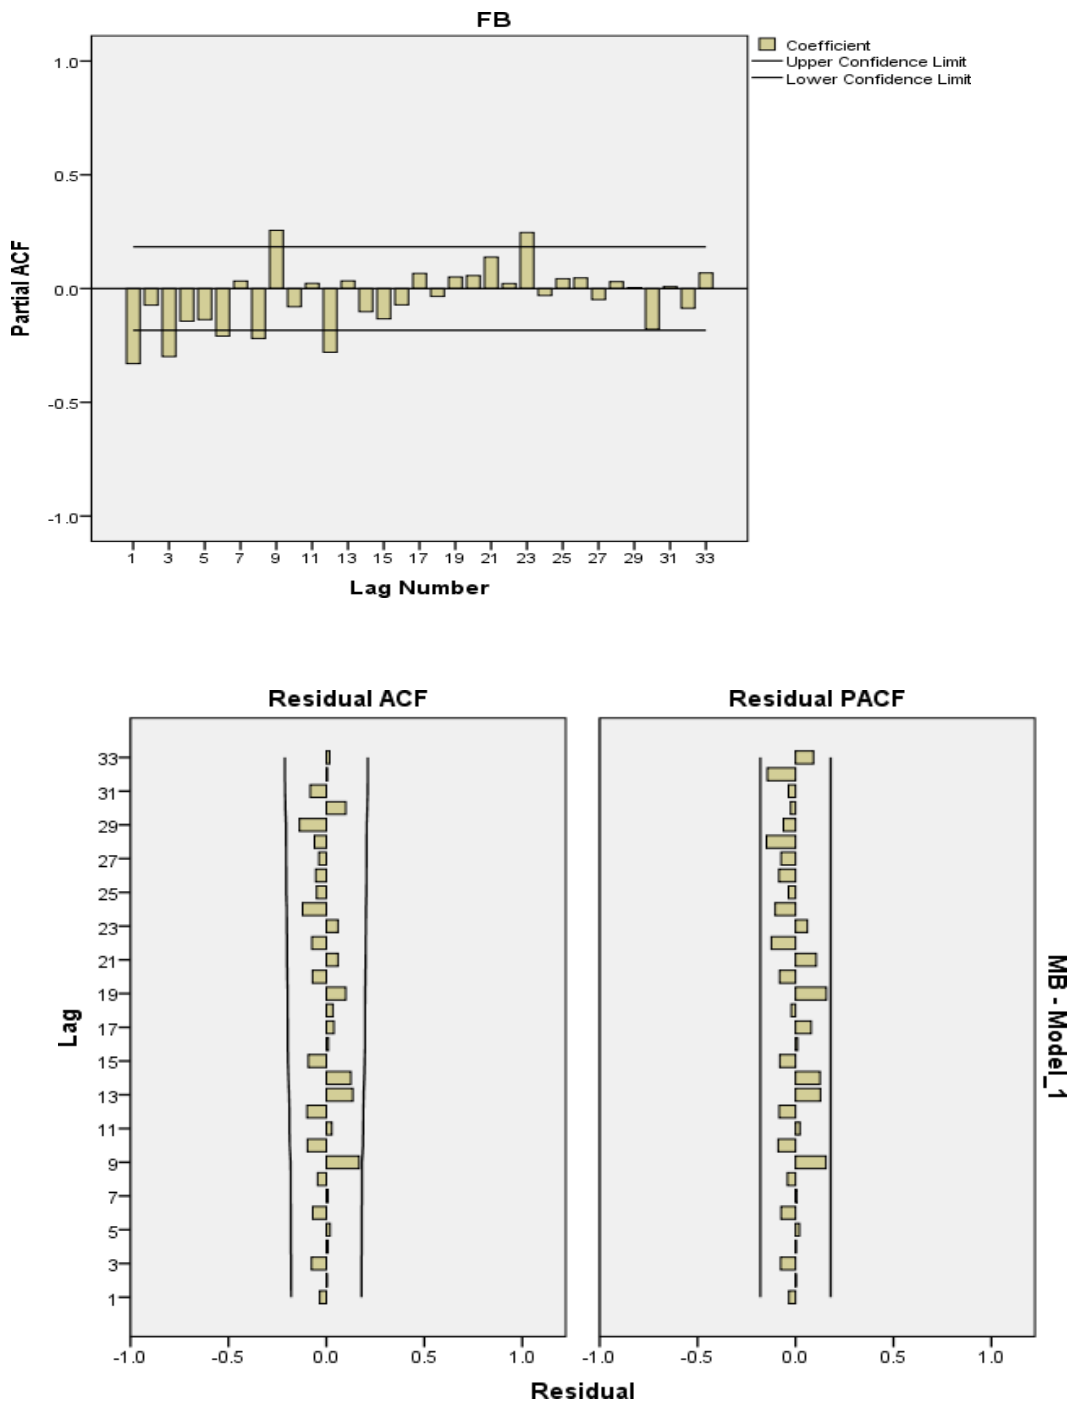 FB
Coefficient
Upper Confidence Limit
Lower Confidence Limit
Partial ACF
1.0
0.5
0.0
-0.5
-1.0
1 3 5 7 9 11 13 15 17 19 21 23 25 27 29 31 33
Lag Number
Residual ACF
Residual PACF
Lag
33
31
29
27
25
23
21
19
17
15
13
11
9
7
5
3
1
-1.0 -0.5 0.0 0.5 1.0
-1.0 -0.5 0.0 0.5 1.0
Residual
MB - Model_1